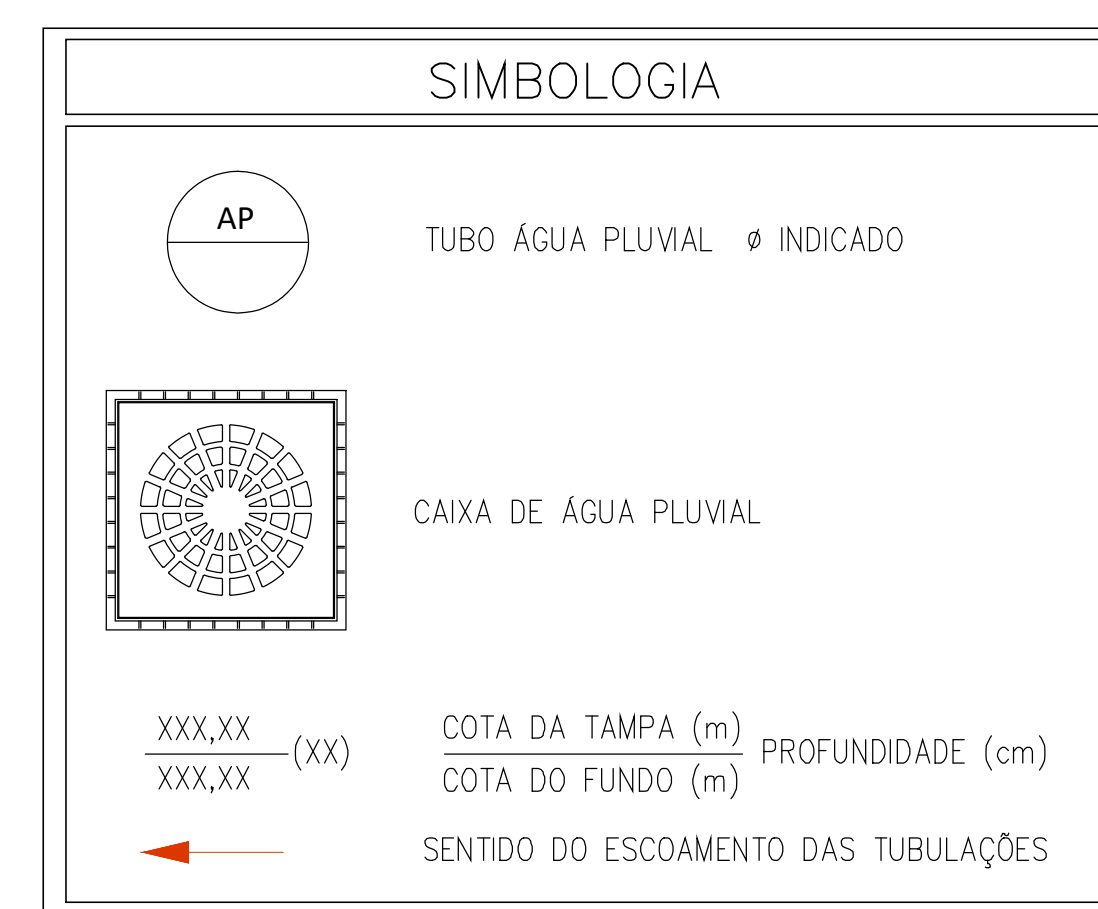 SIMBOLOGIA
AP
TUBO ÁGUA PLUVIAL ø INDICADO
CAIXA DE ÁGUA PLUVIAL
XXX,XX
XXX,XX
(XX)
COTA DA TAMPA (m)
COTA DO FUNDO (m)
PROFUNDIDADE (cm)
SENTIDO DO ESCOAMENTO DAS TUBULAÇÕES